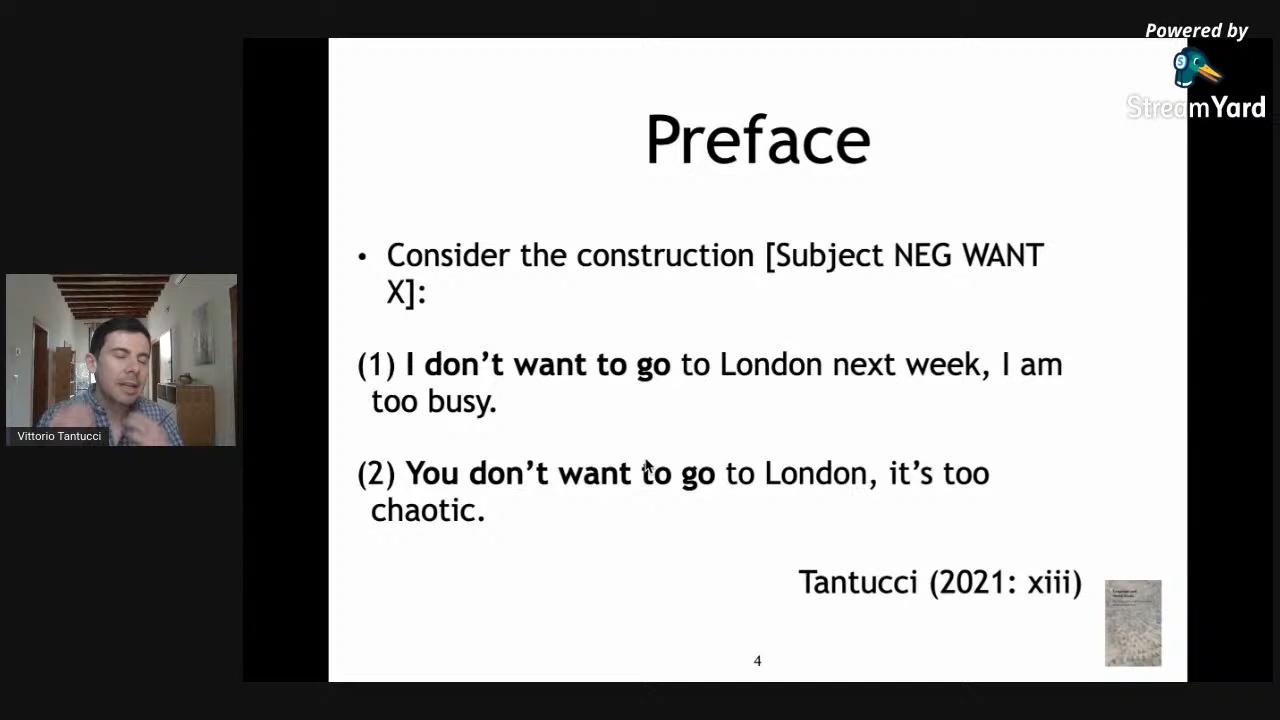 Powered by
StreamYard
Preface
• Consider the construction [Subject NEG WANT
X]:
(1) I don’t want to go to London next week, I am
too busy.
(2) You don’t want to go to London, it’s too
chaotic.
Vittorio Tantucci
Tantucci (2021: xiii)
4